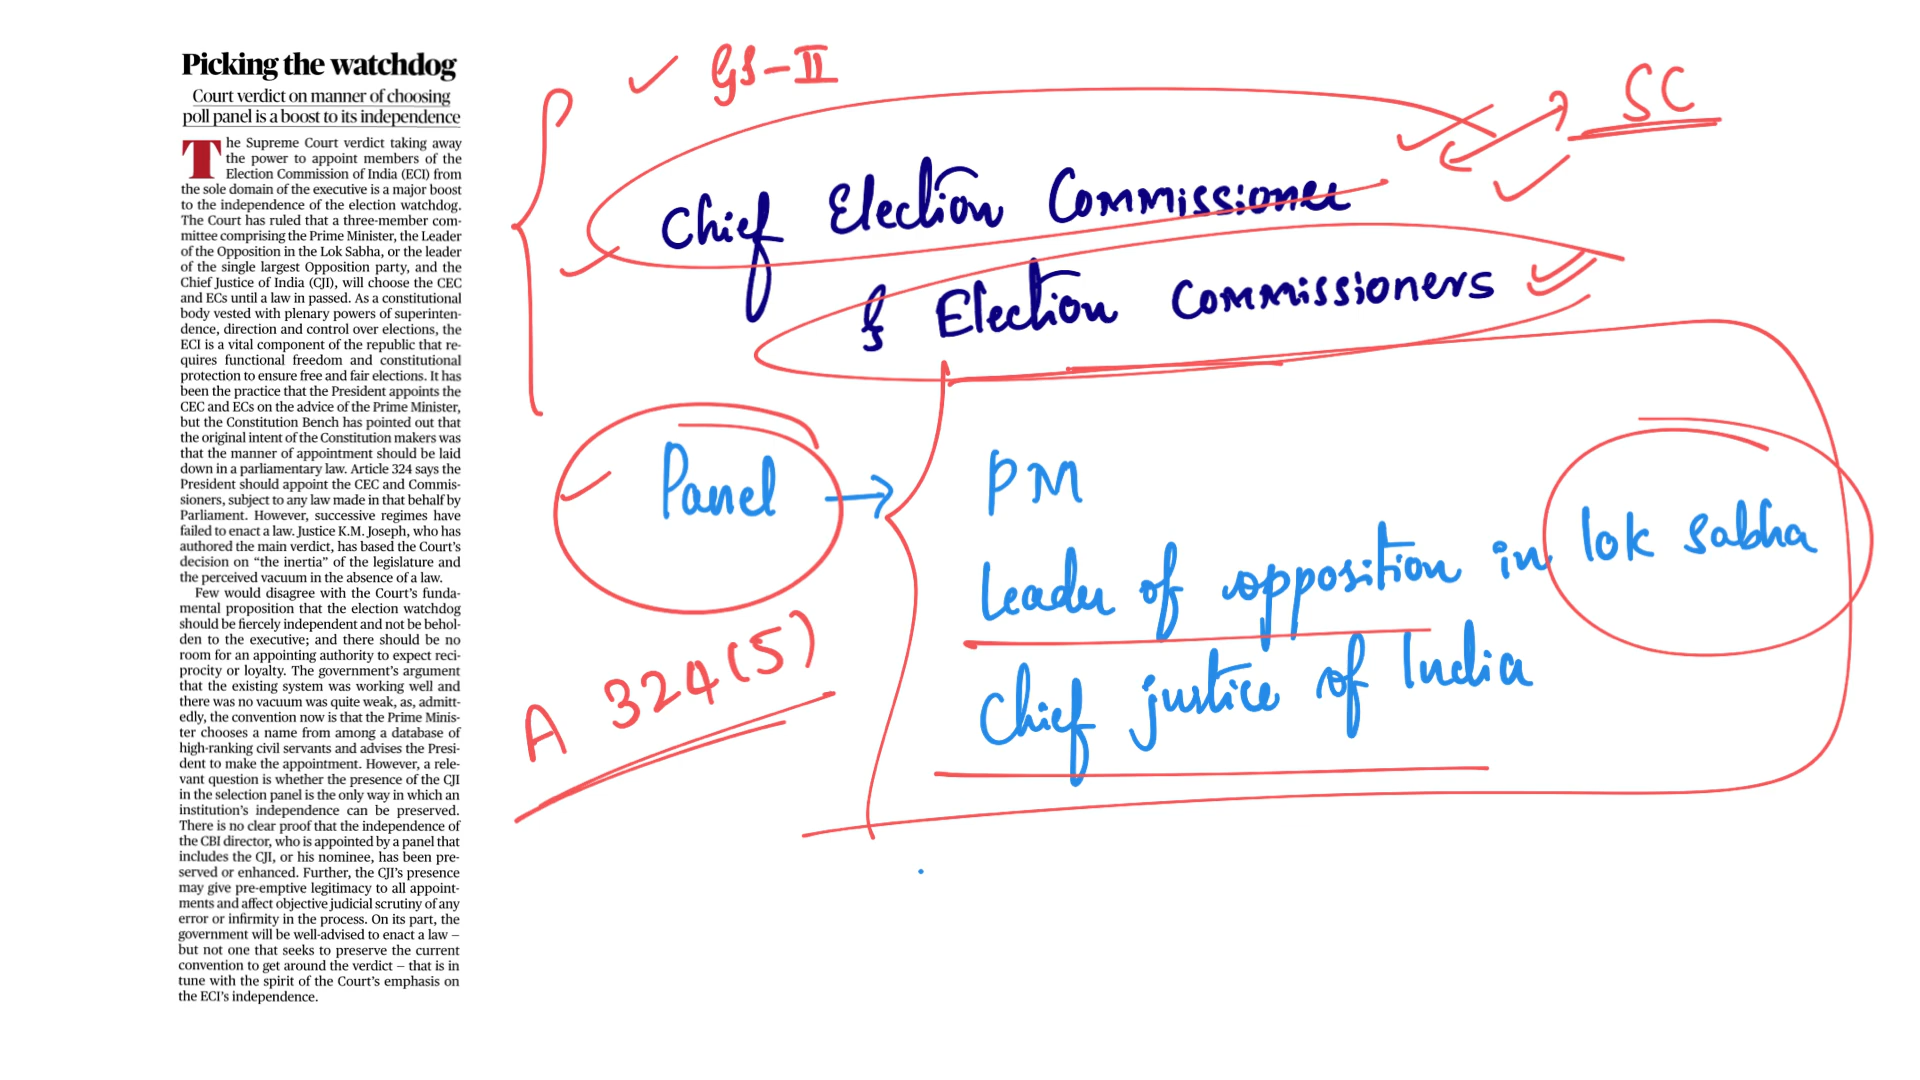 Picking the watchdog
Court verdict on manner of choosing
poll panel is a boost to its independence
The Supreme Court verdict taking away
the power to appoint members of the
Election Commission of India (ECI) from
the sole domain of the executive is a major boost
to the independence of the election watchdog.
The Court has ruled that a three-member com-
mittee comprising the Prime Minister, the Leader
of the Opposition in the Lok Sabha, or the leader
of the single largest Opposition party, and the
Chief Justice of India (CJI), will choose the CEC
and ECs until a law in passed. As a constitutional
body vested with plenary powers of superinten-
dence, direction and control over elections, the
ECI is a vital component of the republic that re-
quires functional freedom and constitutional
protection to ensure free and fair elections. It has
been the practice that the President appoints the
CEC and ECs on the advice of the Prime Minister,
but the Constitution Bench has pointed out that
the original intent of the Constitution makers was
that the manner of appointment should be laid
down in a parliamentary law. Article 324 says the
President should appoint the CEC and Commis-
sioners, subject to any law made in that behalf by
Parliament. However, successive regimes have
failed to enact a law. Justice K.M. Joseph, who has
authored the main verdict, has based the Court's
decision on "the inertia" of the legislature and
the perceived vacuum in the absence of a law.
Few would disagree with the Court's funda-
mental proposition that the election watchdog
should be fiercely independent and not be behol-
den to the executive; and there should be no
room for an appointing authority to expect reci-
procity or loyalty. The government's argument
that the existing system was working well and
there was no vacuum was quite weak, as, admitt-
edly, the convention now is that the Prime Minis-
ter chooses a name from among a database of
high-ranking civil servants and advises the Presi-
dent to make the appointment. However, a rele-
vant question is whether the presence of the CJI
in the selection panel is the only way in which an
institution's independence can be preserved.
There is no clear proof that the independence of
the CBI director, who is appointed by a panel that
includes the CJI, or his nominee, has been pre-
served or enhanced. Further, the CJI's presence
may give pre-emptive legitimacy to all appoint-
ments and affect objective judicial scrutiny of any
error or infirmity in the process. On its part, the
government will be well-advised to enact a law –
but not one that seeks to preserve the current
convention to get around the verdict – that is in
tune with the spirit of the Court's emphasis on
the ECI's independence.
GS-II
SC
Chief Election Commissioner
& Election Commissioners
Panel
PM
Leader of opposition in lok sabha
Chief justice of India
A 324(5)